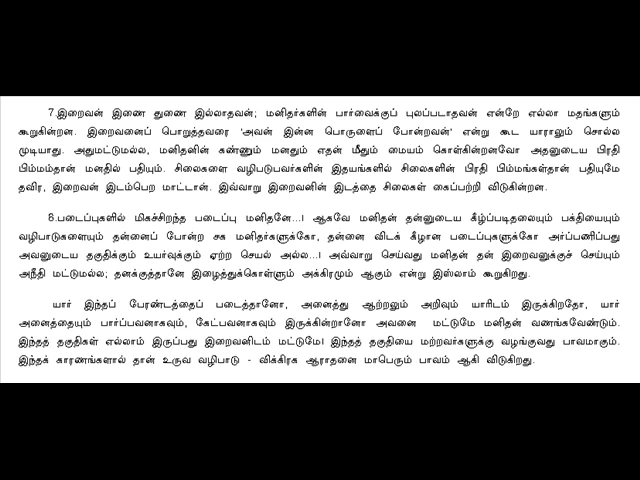 7.இறைவன் இணை துணை இல்லாதவன்; மனிதர்களின் பார்வைக்குப் புலப்படாதவன் என்றே எல்லா மதங்களும்
கூறுகின்றன. இறைவனைப் பொறுத்தவரை 'அவன் இன்ன பொருளைப் போன்றவன்' என்று கூட யாராலும் சொல்ல
முடியாது. அதுமட்டுமல்ல, மனிதனின் கண்ணும் மனதும் எதன் மீதும் மையம் கொள்கின்றனவோ அதனுடைய பிரதி
பிம்மம்தான் மனதில் பதியும். சிலைகளை வழிபடுபவர்களின் இதயங்களில் சிலைகளின் பிரதி பிம்மங்கள்தான் பதியுமே
தவிர, இறைவன் இடம்பெற மாட்டான். இவ்வாறு இறைவனின் இடத்தை சிலைகள் கைப்பற்றி விடுகின்றன.
8.படைப்புகளில் மிகச்சிறந்த படைப்பு மனிதனே...! ஆகவே மனிதன் தன்னுடைய கீழ்ப்படிதலையும் பக்தியையும்
வழிபாடுகளையும் தன்னைப் போன்ற சக மனிதர்களுக்கோ, தன்னை விடக் கீழான படைப்புகளுக்கோ அர்ப்பணிப்பது
அவனுடைய தகுதிக்கும் உயர்வுக்கும் ஏற்ற செயல் அல்ல...! அவ்வாறு செய்வது மனிதன் தன் இறைவனுக்குச் செய்யும்
அநீதி மட்டுமல்ல; தனக்குத்தானே இழைத்துக்கொள்ளும் அக்கிரமும் ஆகும் என்று இஸ்லாம் கூறுகிறது.
யார் இந்தப் பேரண்டத்தைப் படைத்தானோ, அனைத்து ஆற்றலும் அறிவும் யாரிடம் இருக்கிறதோ, யார்
அனைத்தையும் பார்ப்பவனாகவும், கேட்பவனாகவும் இருக்கின்றானோ அவனை மட்டுமே மனிதன் வணங்கவேண்டும்.
இந்தத் தகுதிகள் எல்லாம் இருப்பது இறைவனிடம் மட்டுமே! இந்தத் தகுதியை மற்றவர்களுக்கு வழங்குவது பாவமாகும்.
இந்தக் காரணங்களால் தான் உருவ வழிபாடு - விக்கிரக ஆராதனை மாபெரும் பாவம் ஆகி விடுகிறது.